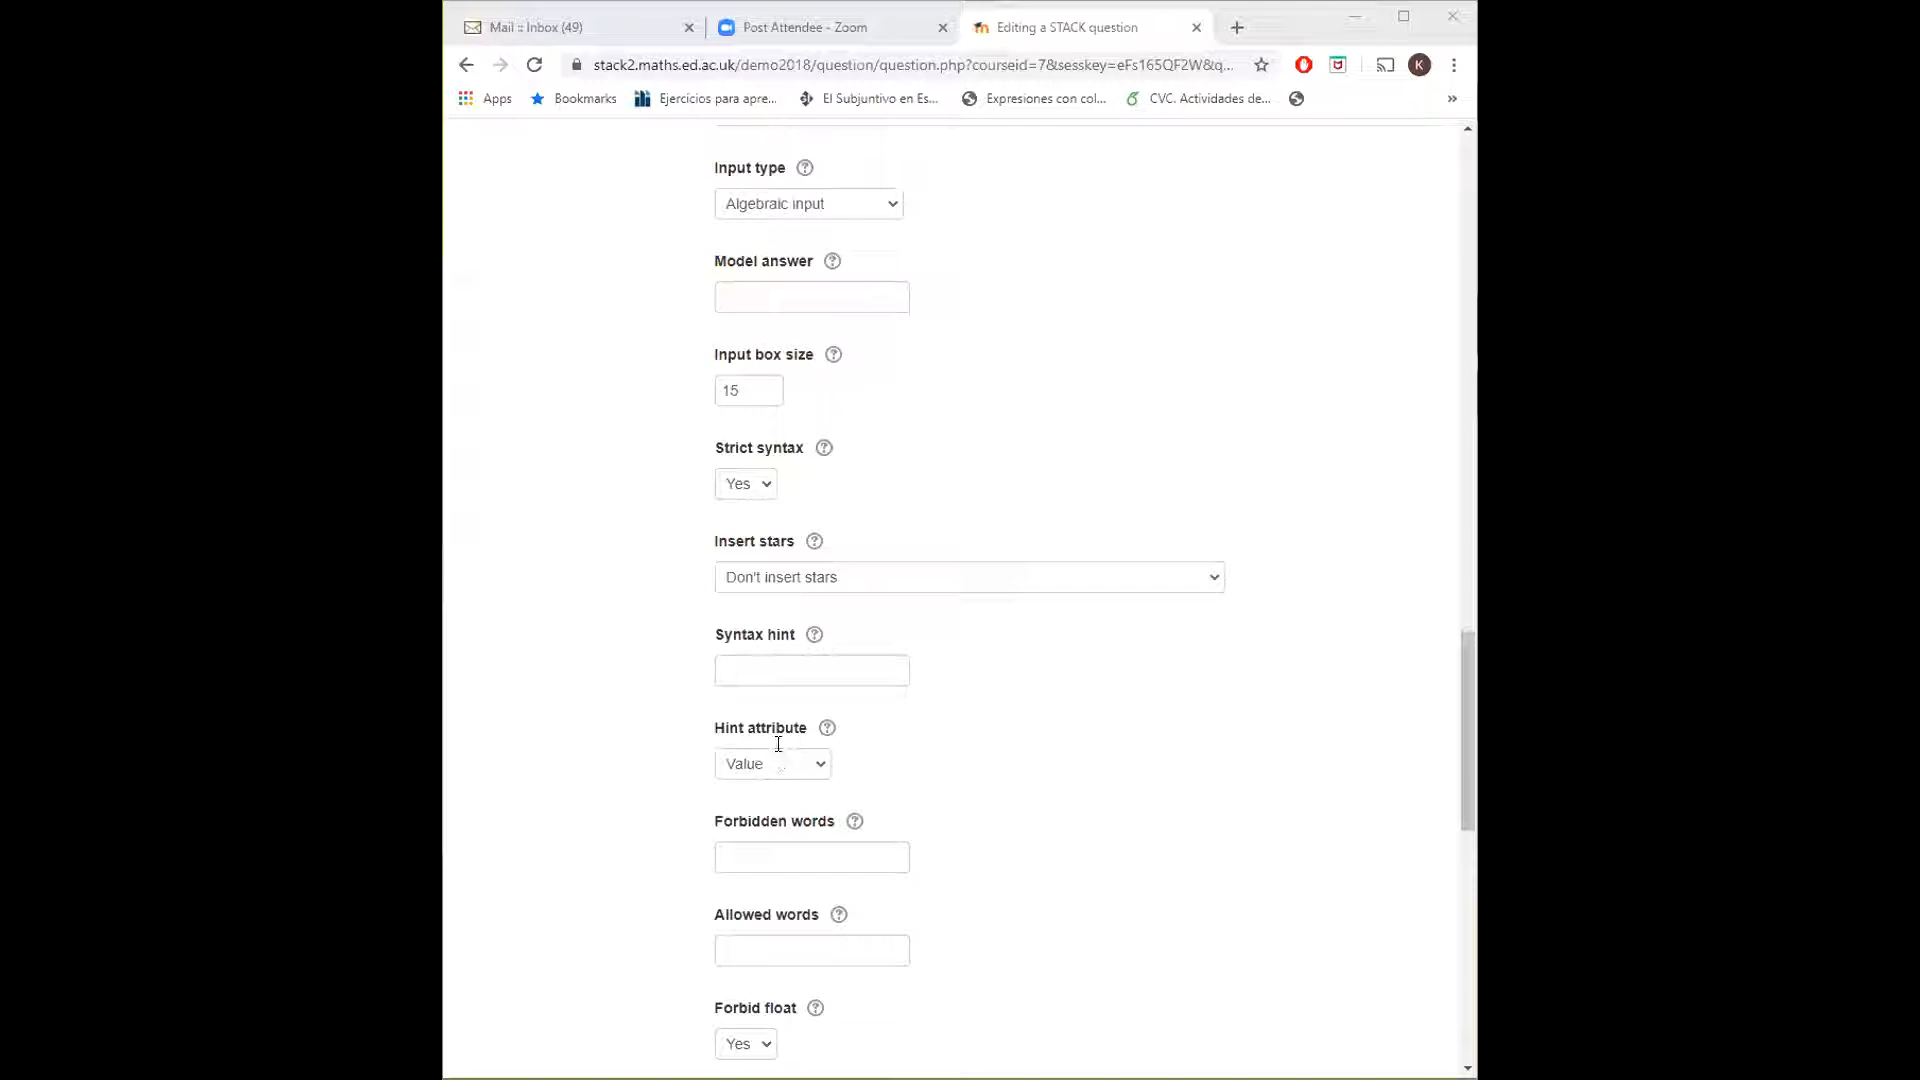 Mail :: Inbox (49)
Post Attendee - Zoom
Editing a STACK question
stack2.maths.ed.ac.uk/demo2018/question/question.php?courseid=7&sesskey=eFs165QF2W&q...
K
Apps
Bookmarks
Ejercicios para apre...
El Subjuntivo en Es...
Expresiones con col...
CVC. Actividades de...
»
Input type
Algebraic input
Model answer
Input box size
15
Strict syntax
Yes
Insert stars
Don't insert stars
Syntax hint
Hint attribute
Value
Forbidden words
Allowed words
Forbid float
Yes